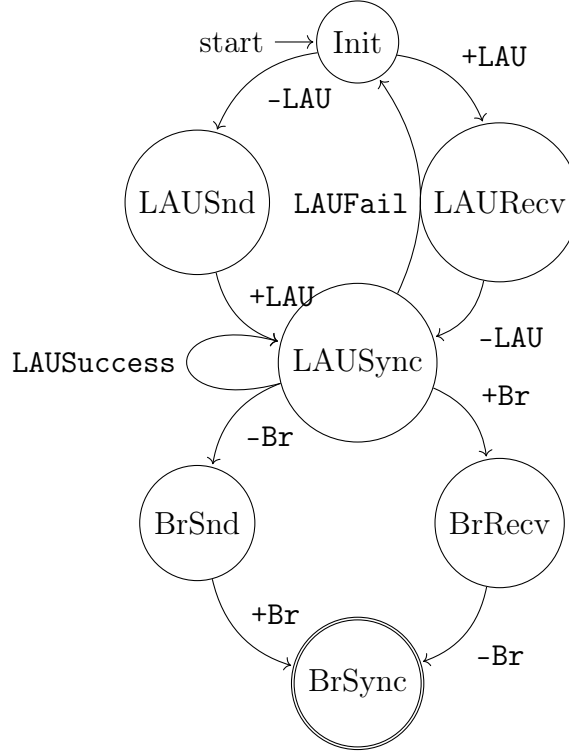 start
Init
-LAU
+LAU
LAUSnd
LAUFail
LAURecv
+LAU
-LAU
LAUSuccess
LAUSync
+Br
-Br
BrSnd
BrRecv
+Br
-Br
BrSync